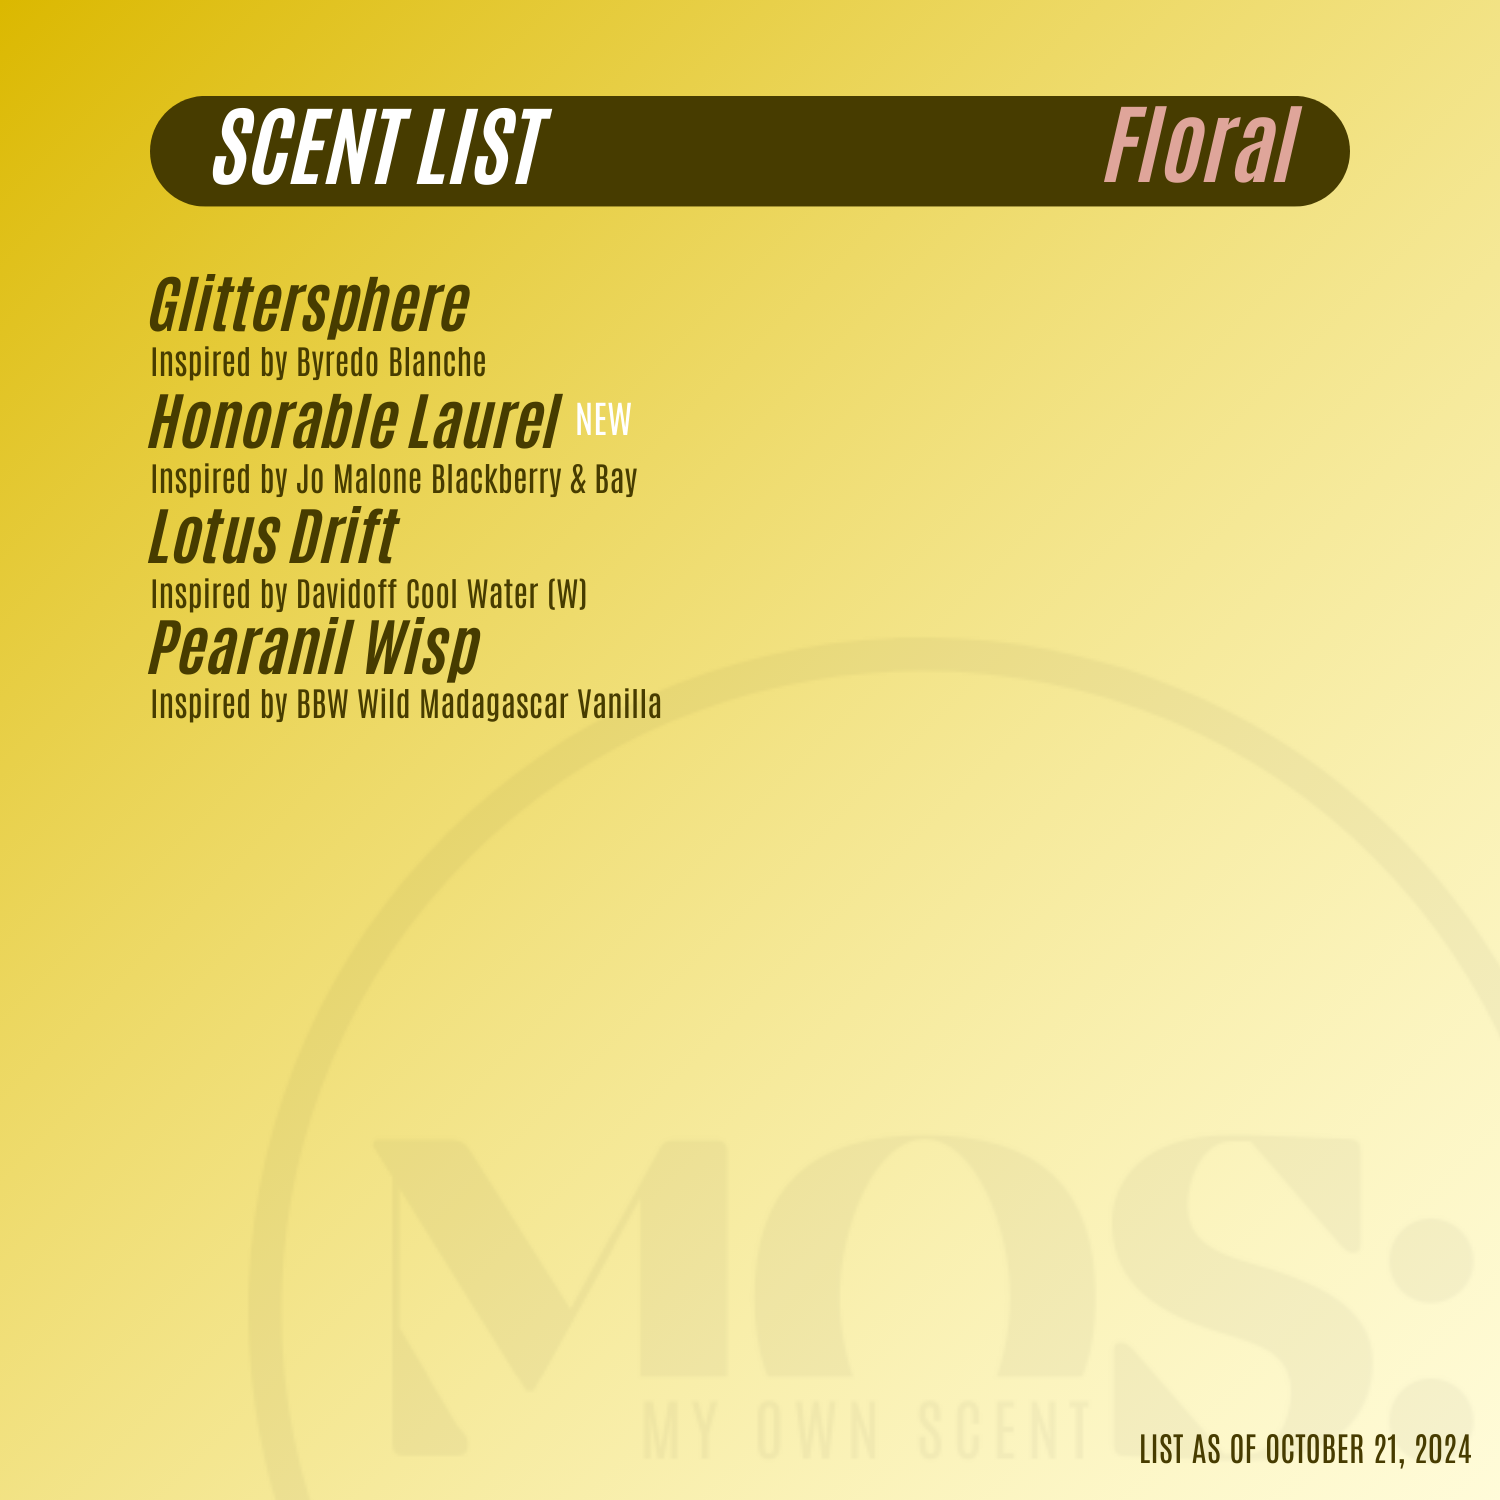 SCENT LIST Floral
Glittersphere
Inspired by Byredo Blanche
Honorable Laurel NEW
Inspired by Jo Malone Blackberry & Bay
Lotus Drift
Inspired by Davidoff Cool Water (W)
Pearanil Wisp
Inspired by BBW Wild Madagascar Vanilla
MOS:
MY OWN SCENT
LIST AS OF OCTOBER 21, 2024